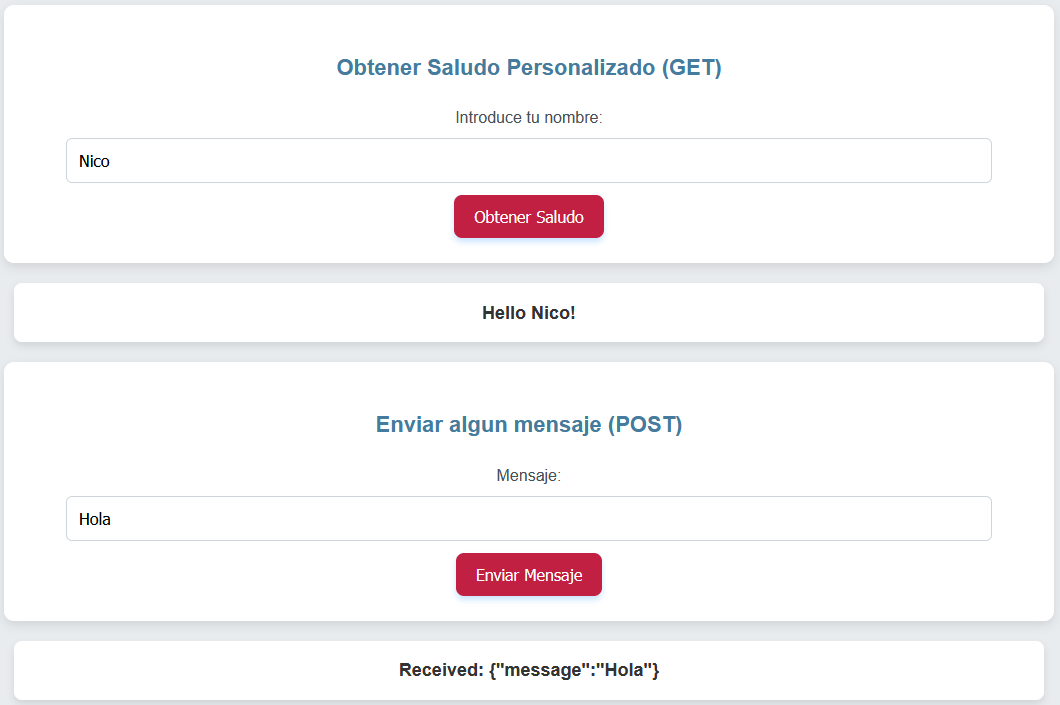 Obtener Saludo Personalizado (GET)
Introduce tu nombre:
Nico
Obtener Saludo
Hello Nico!
Enviar algun mensaje (POST)
Mensaje:
Hola
Enviar Mensaje
Received: {"message":"Hola"}